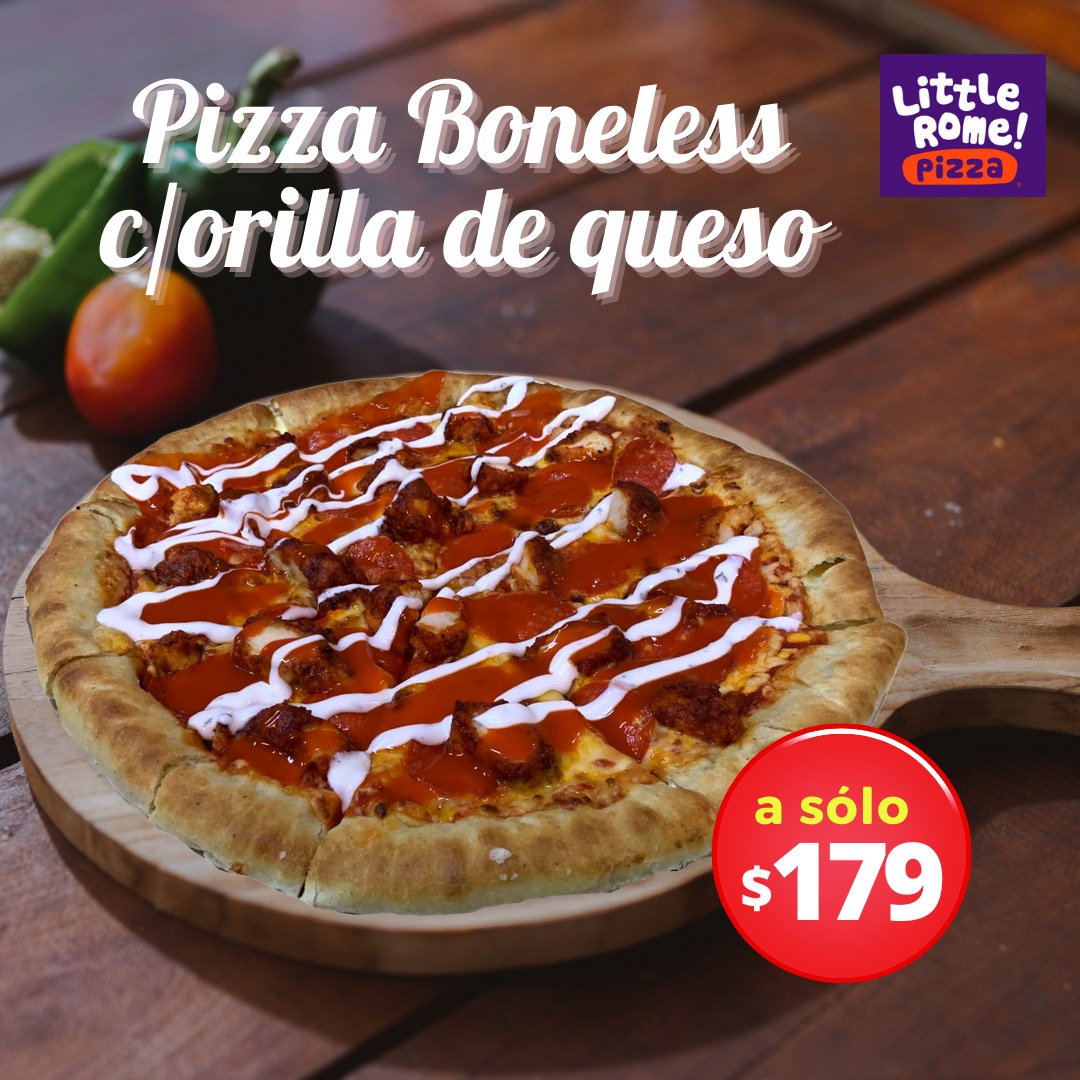 Pizza Boneless
c/orilla de queso
Little
Rome!
Pizza
a sólo
$179